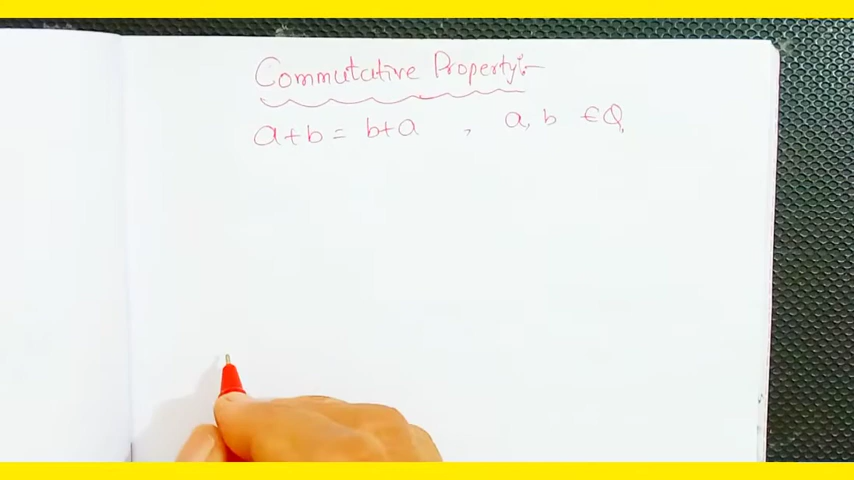 Commutative Property:-
a+b = b+a , a, b ∈ Q,